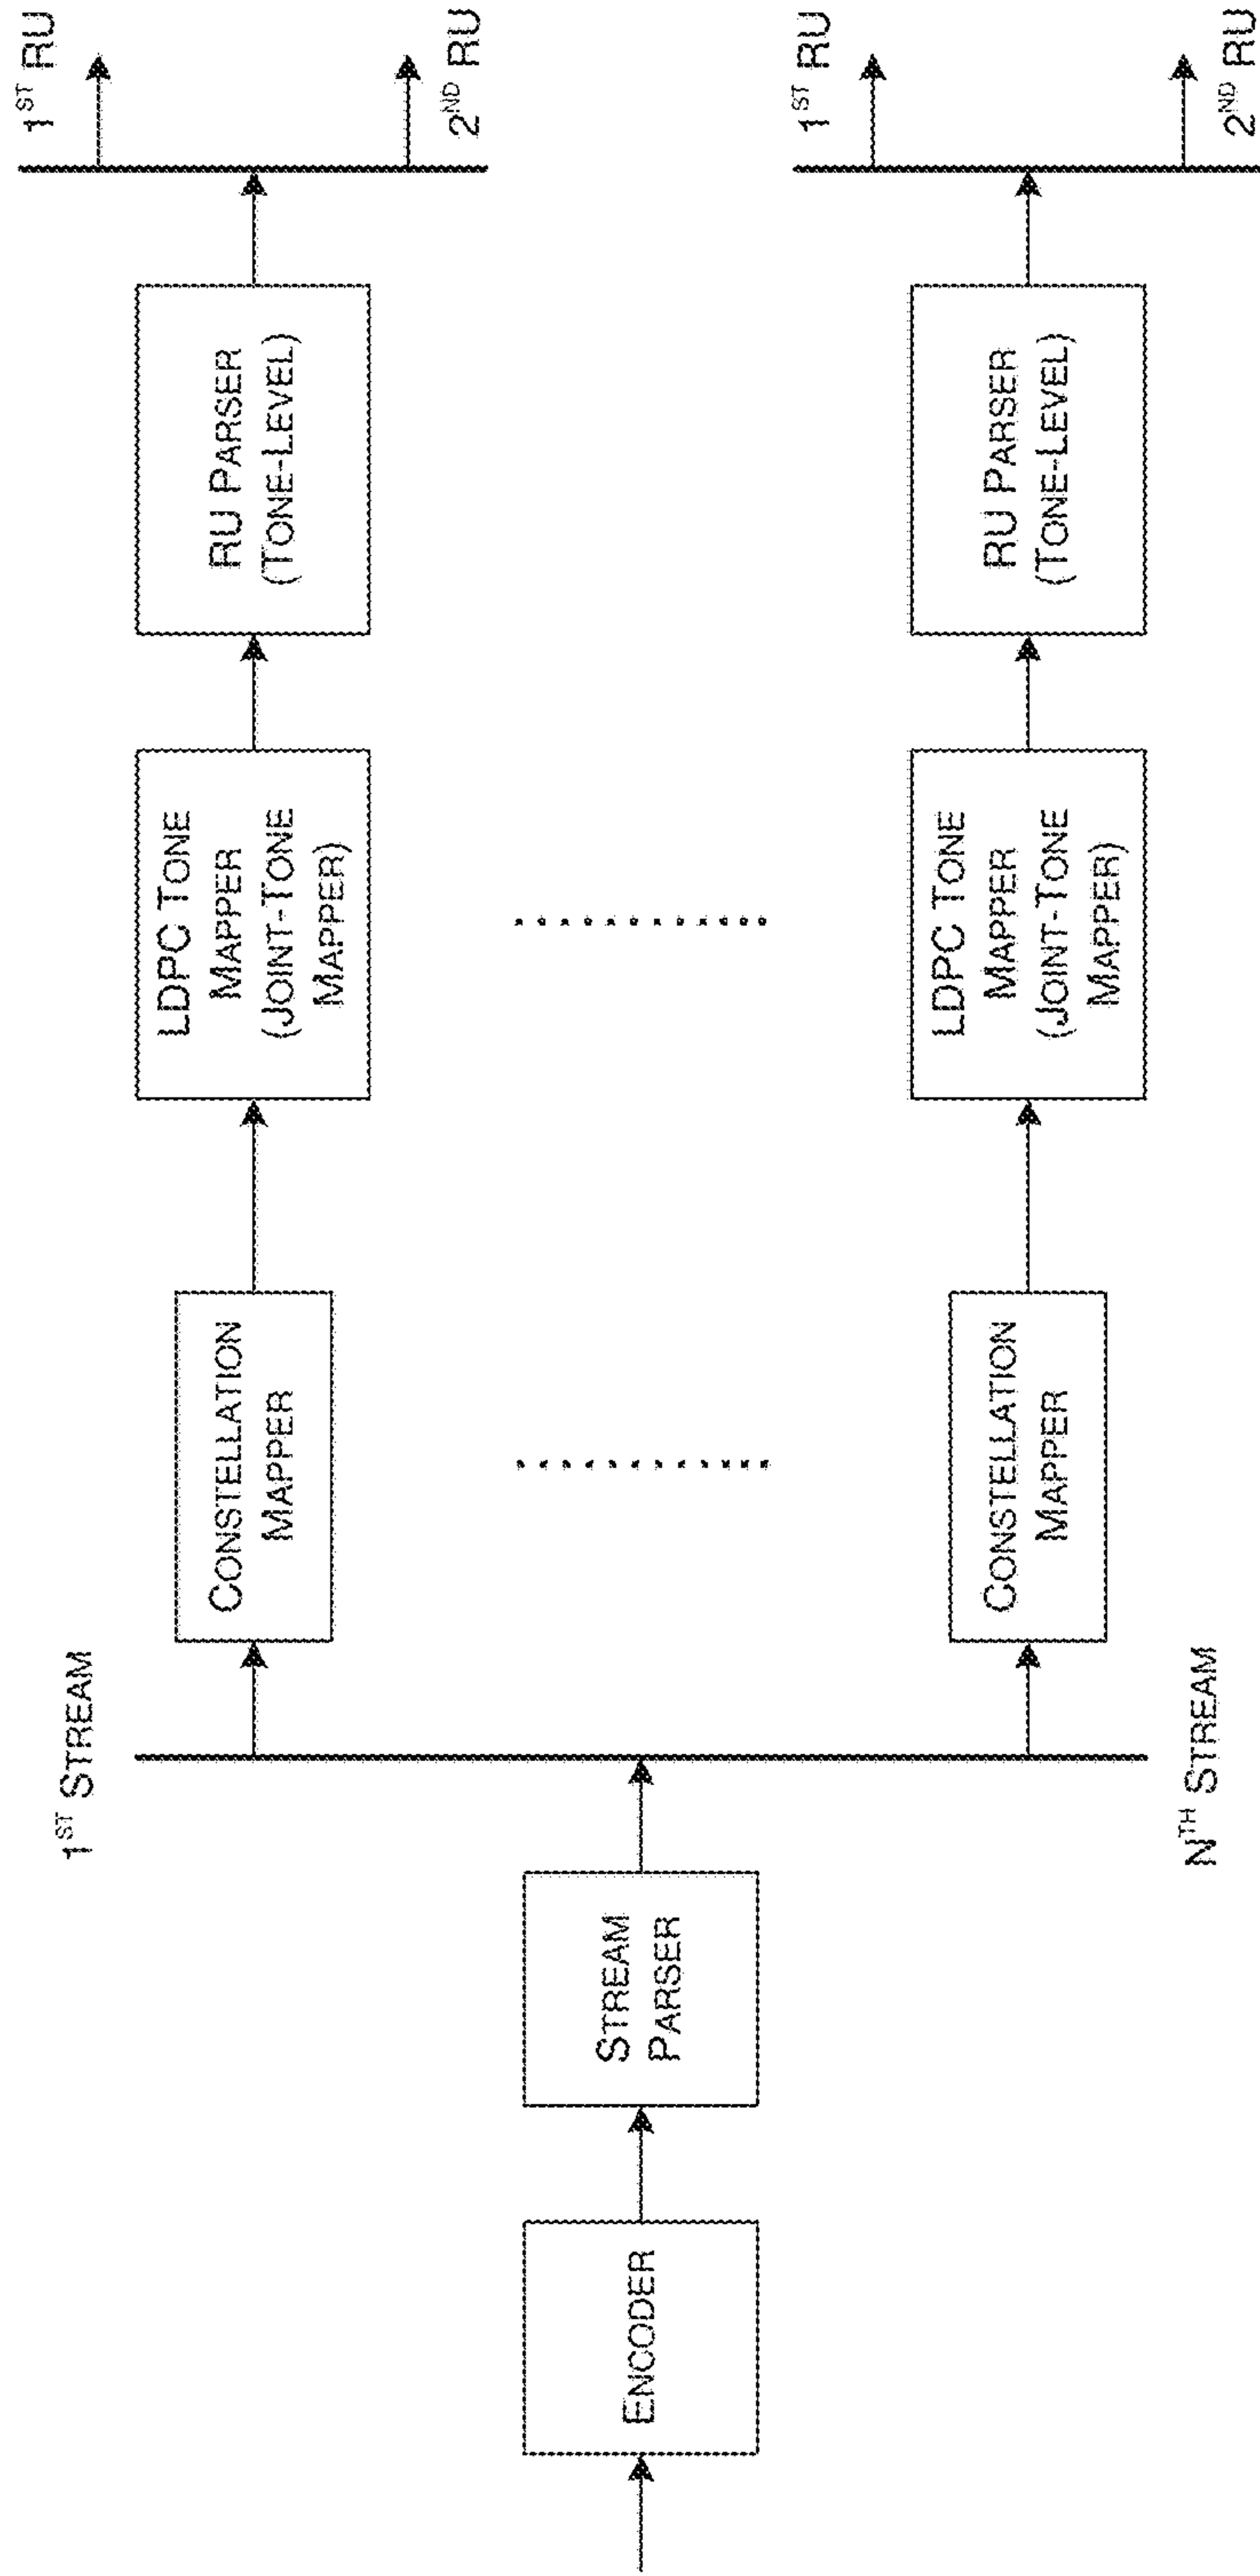 ENCODER
STREAM
PARSER
1ST STREAM
CONSTELLATION
MAPPER
LDPC TONE
MAPPER
(JOINT-TONE
MAPPER)
RU PARSER
(TONE-LEVEL)
1ST RU
2ND RU
NTH STREAM
CONSTELLATION
MAPPER
LDPC TONE
MAPPER
(JOINT-TONE
MAPPER)
RU PARSER
(TONE-LEVEL)
1ST RU
2ND RU